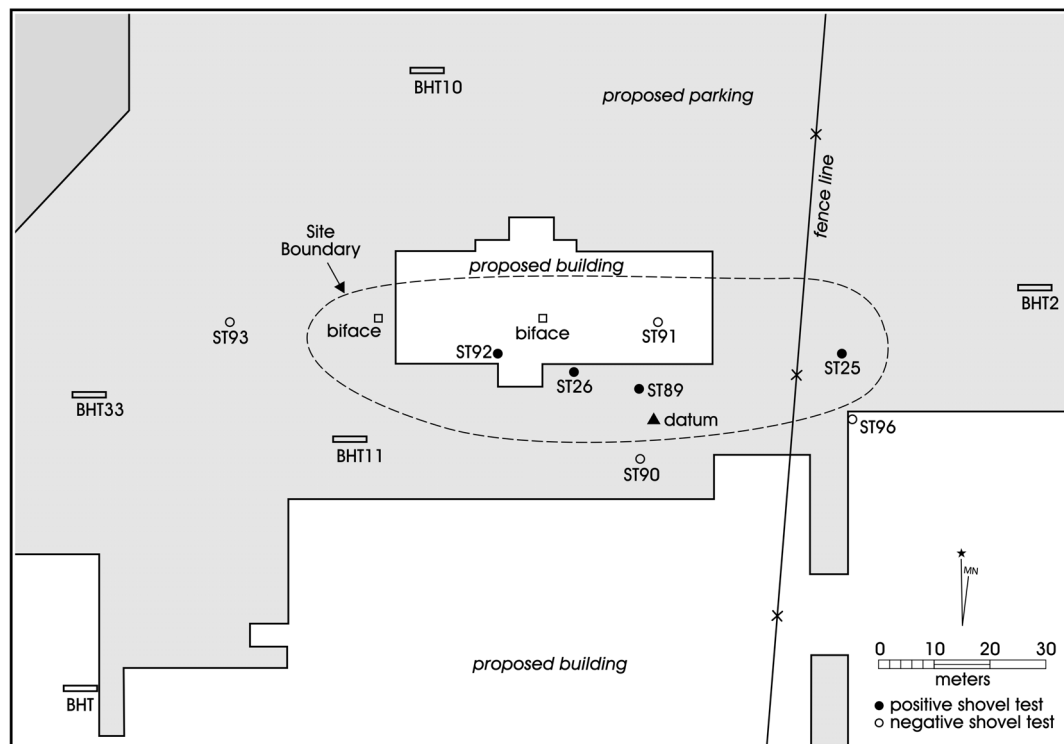 BHT10
proposed parking
fence line
Site
Boundary
proposed building
BHT2
ST93
biface
biface
ST91
ST92
ST25
ST26
ST89
BHT33
datum
ST96
BHT11
ST90
MN
0 10 20 30
meters
proposed building
BHT
positive shovel test
negative shovel test